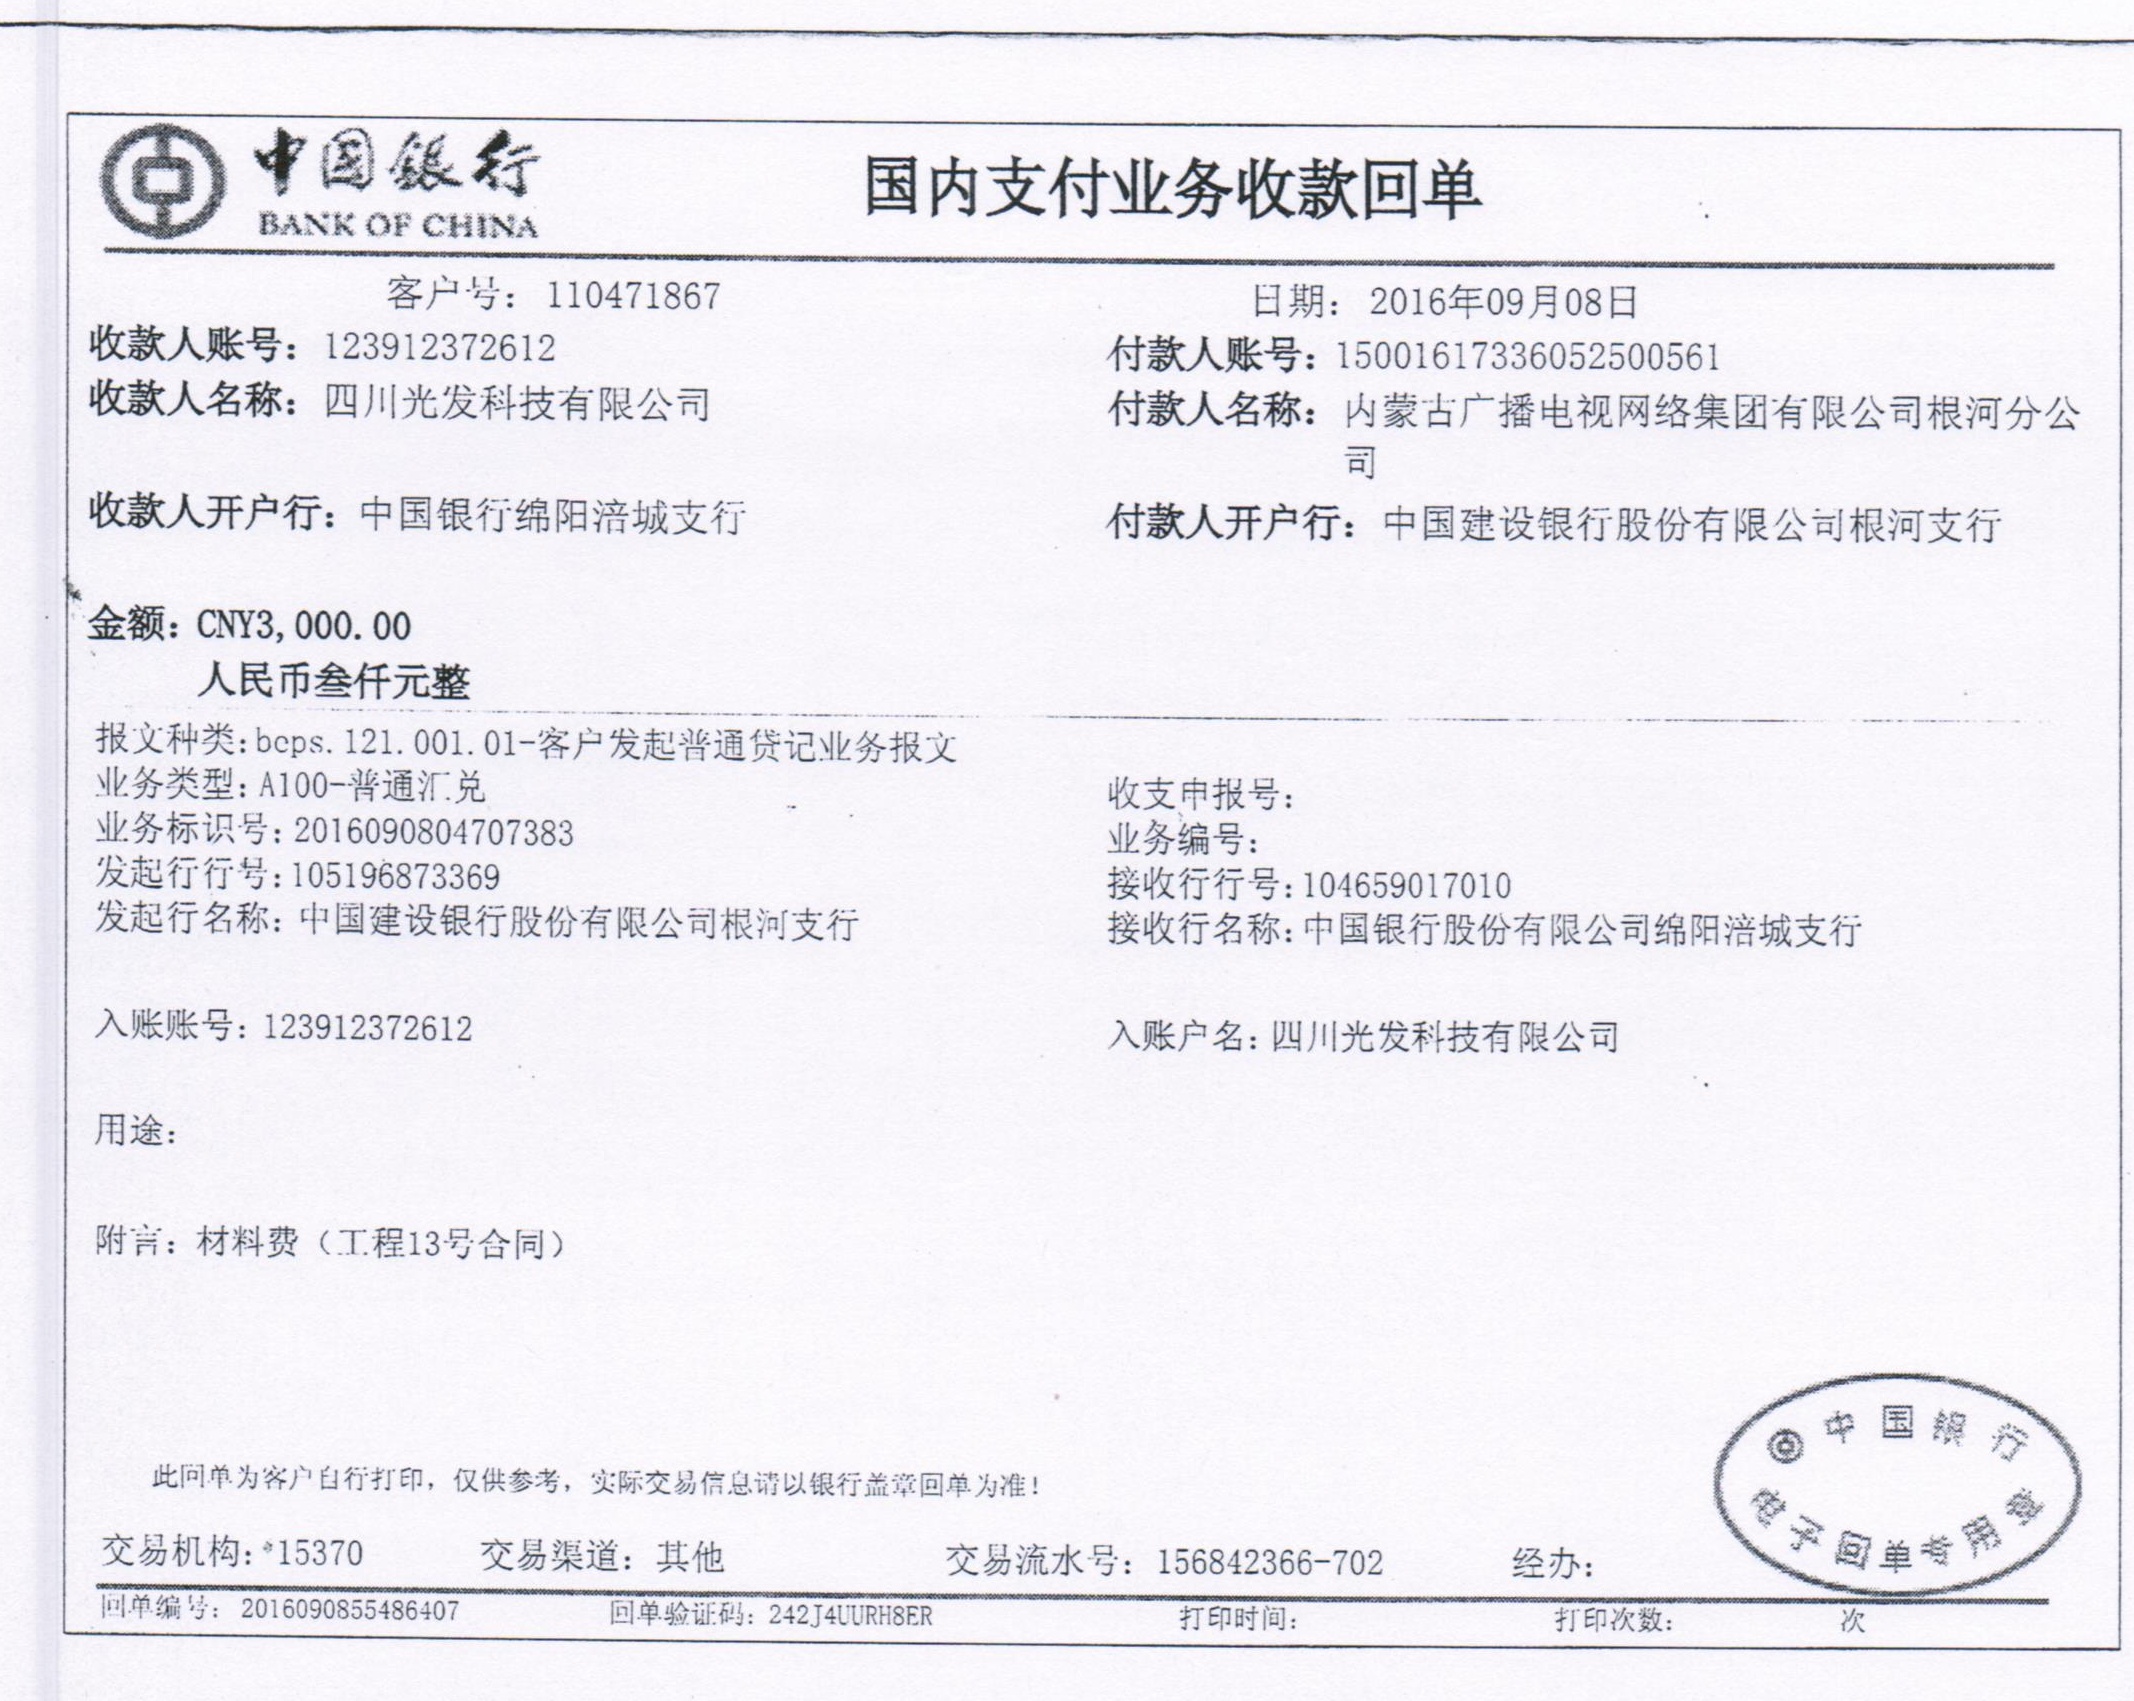 中国银行
BANK OF CHINA
国内支付业务收款回单
客户号：110471867
日期：2016年09月08日
收款人账号：123912372612
付款人账号：15001617336052500561
收款人名称：四川光发科技有限公司
付款人名称：内蒙古广播电视网络集团有限公司根河分公
司
收款人开户行：中国银行绵阳涪城支行
付款人开户行：中国建设银行股份有限公司根河支行
金额：CNY3,000.00
人民币叁仟元整
报文种类:bcps.121.001.01-客户发起普通贷记业务报文
业务类型:A100-普通汇兑
收支申报号:
业务标识号:2016090804707383
业务编号:
发起行行号:105196873369
接收行行号:104659017010
发起行名称:中国建设银行股份有限公司根河支行
接收行名称:中国银行股份有限公司绵阳涪城支行
入账账号:123912372612
入账户名:四川光发科技有限公司
用途:
附言:材料费（工程13号合同）
中国银行
电子回单专用章
此回单为客户自行打印，仅供参考，实际交易信息请以银行盖章回单为准！
交易机构:*15370 交易渠道：其他 交易流水号：156842366-702 经办：
回单编号：2016090855486407 回单验证码：242J4UURH8ER 打印时间： 打印次数： 次